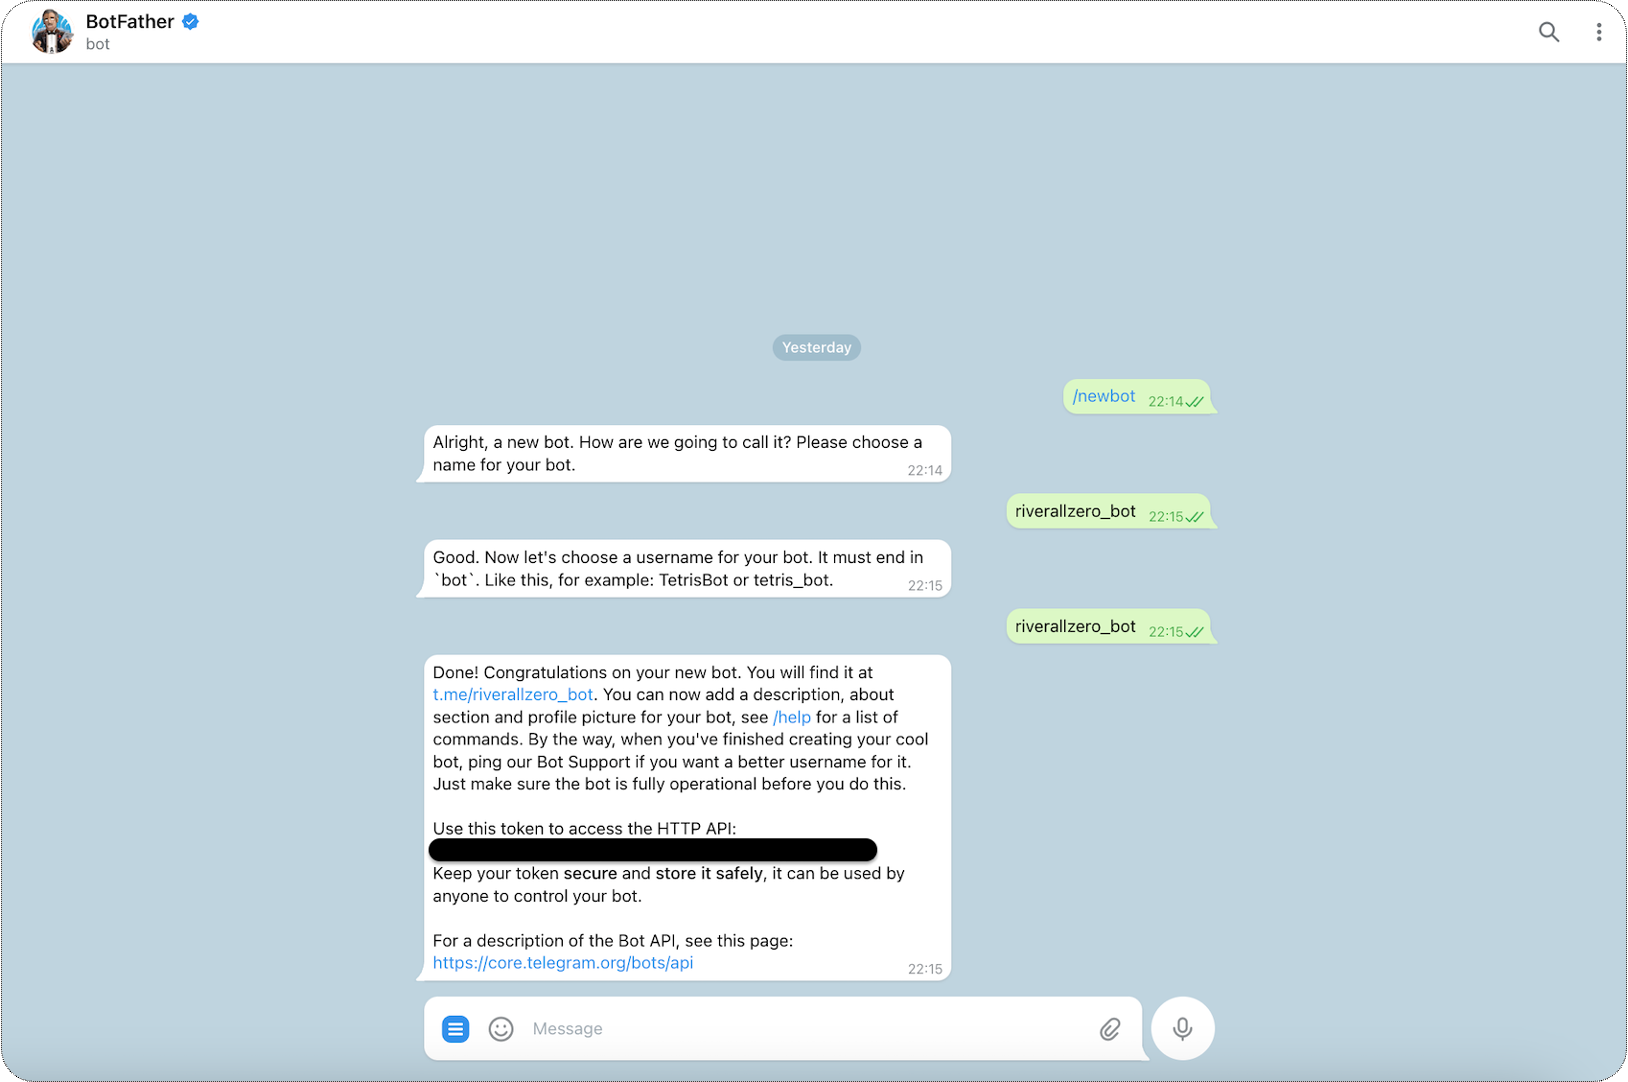 BotFather
bot
Yesterday
/newbot 22:14
Alright, a new bot. How are we going to call it? Please choose a
name for your bot. 22:14
riverallzero_bot 22:15
Good. Now let's choose a username for your bot. It must end in
`bot`. Like this, for example: TetrisBot or tetris_bot. 22:15
riverallzero_bot 22:15
Done! Congratulations on your new bot. You will find it at
t.me/riverallzero_bot. You can now add a description, about
section and profile picture for your bot, see /help for a list of
commands. By the way, when you've finished creating your cool
bot, ping our Bot Support if you want a better username for it.
Just make sure the bot is fully operational before you do this.
Use this token to access the HTTP API:
Keep your token secure and store it safely, it can be used by
anyone to control your bot.
For a description of the Bot API, see this page:
https://core.telegram.org/bots/api 22:15
Message